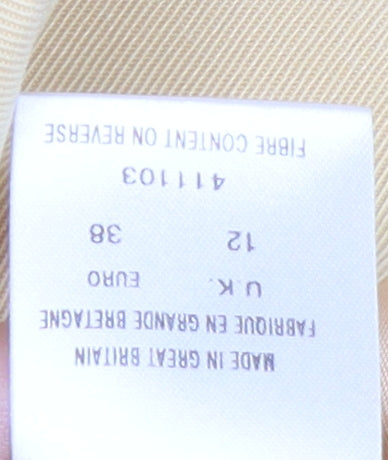 MADE IN GREAT BRITAIN
FABRIQUE EN GRANDE BRETAGNE
U.K. EURO
12 38
411103
FIBRE CONTENT ON REVERSE